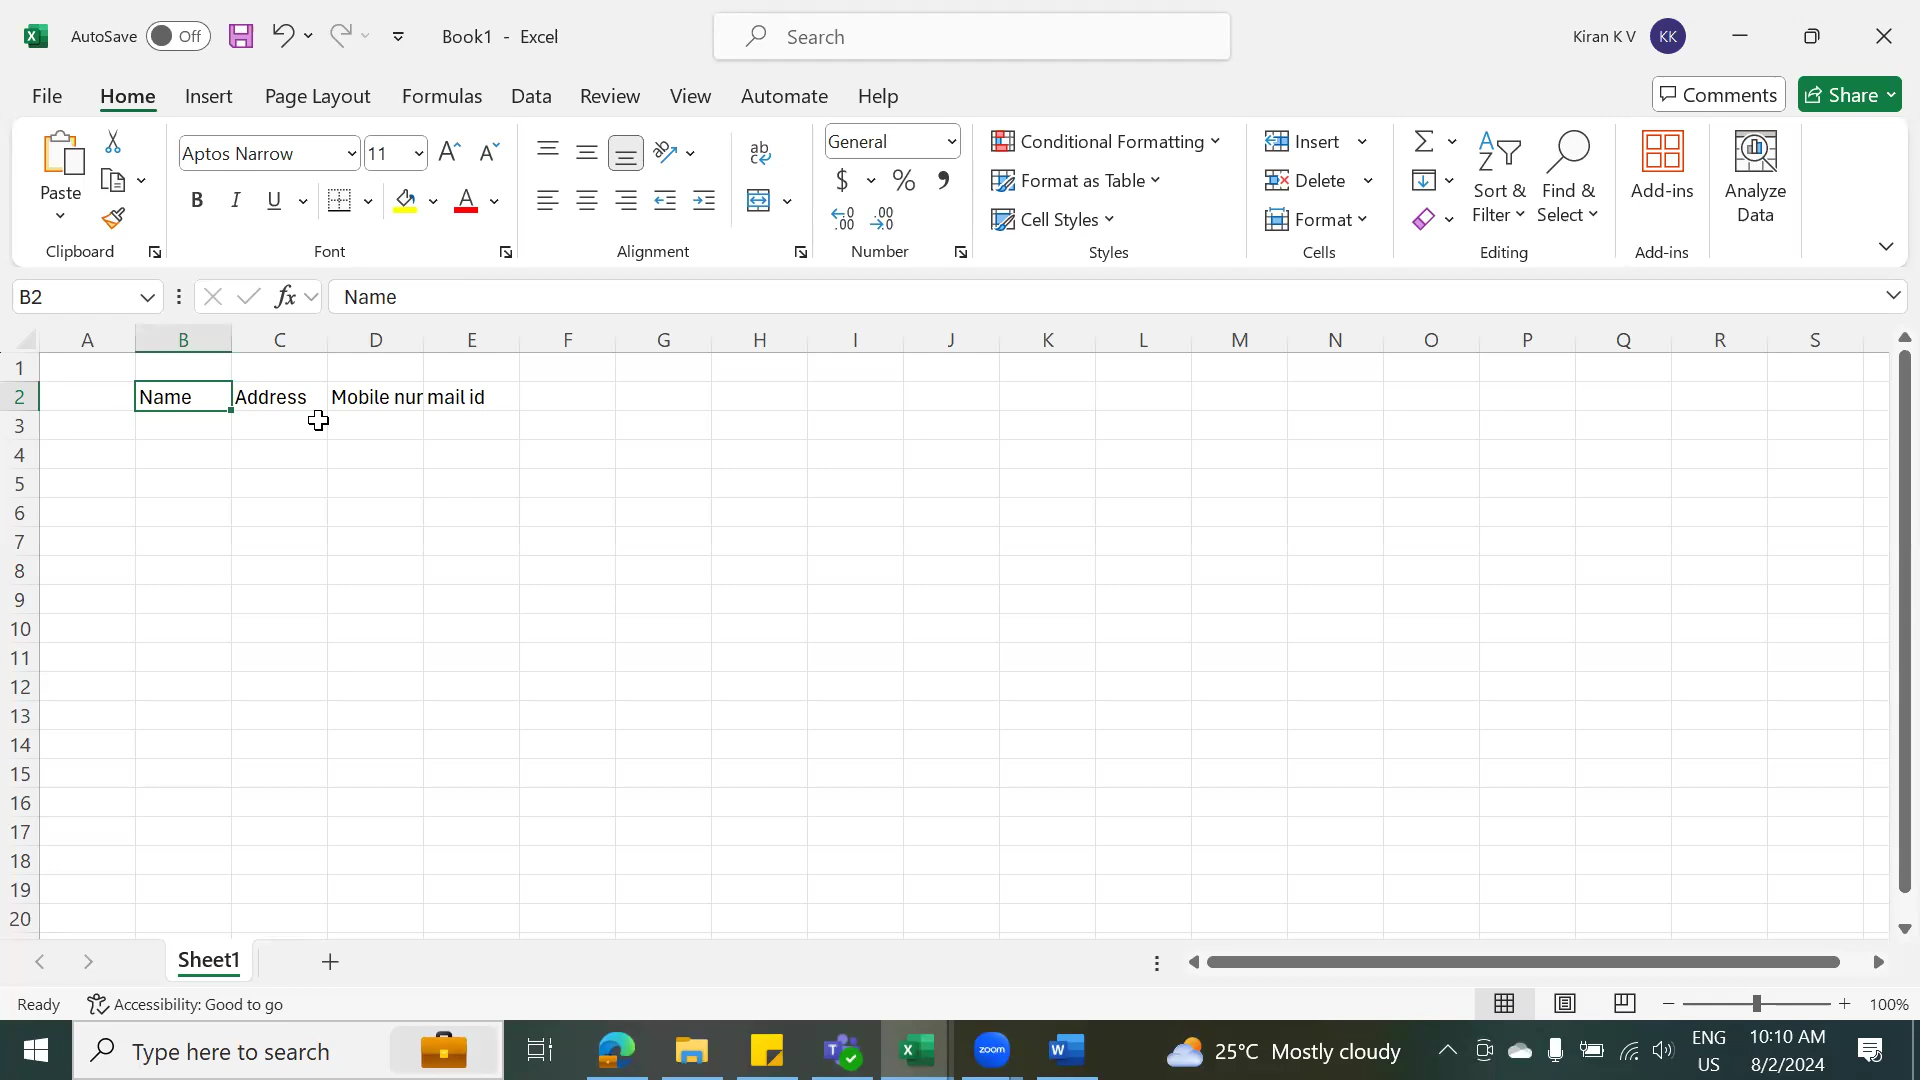 AutoSave Off Book1 - Excel Search Kiran K V KK
File Home Insert Page Layout Formulas Data Review View Automate Help Comments Share
Paste Aptos Narrow 11 General Conditional Formatting Insert Sort & Filter Find & Select Add-ins Analyze Data
B I U A $ % Format as Table Delete
Cell Styles Format
Clipboard Font Alignment Number Styles Cells Editing Add-ins
B2 fx Name
A B C D E F G H I J K L M N O P Q R S
1
2 Name Address Mobile nur mail id
3
4
5
6
7
8
9
10
11
12
13
14
15
16
17
18
19
20
Sheet1
Ready Accessibility: Good to go 100%
Type here to search zoom 25°C Mostly cloudy ENG US 10:10 AM 8/2/2024